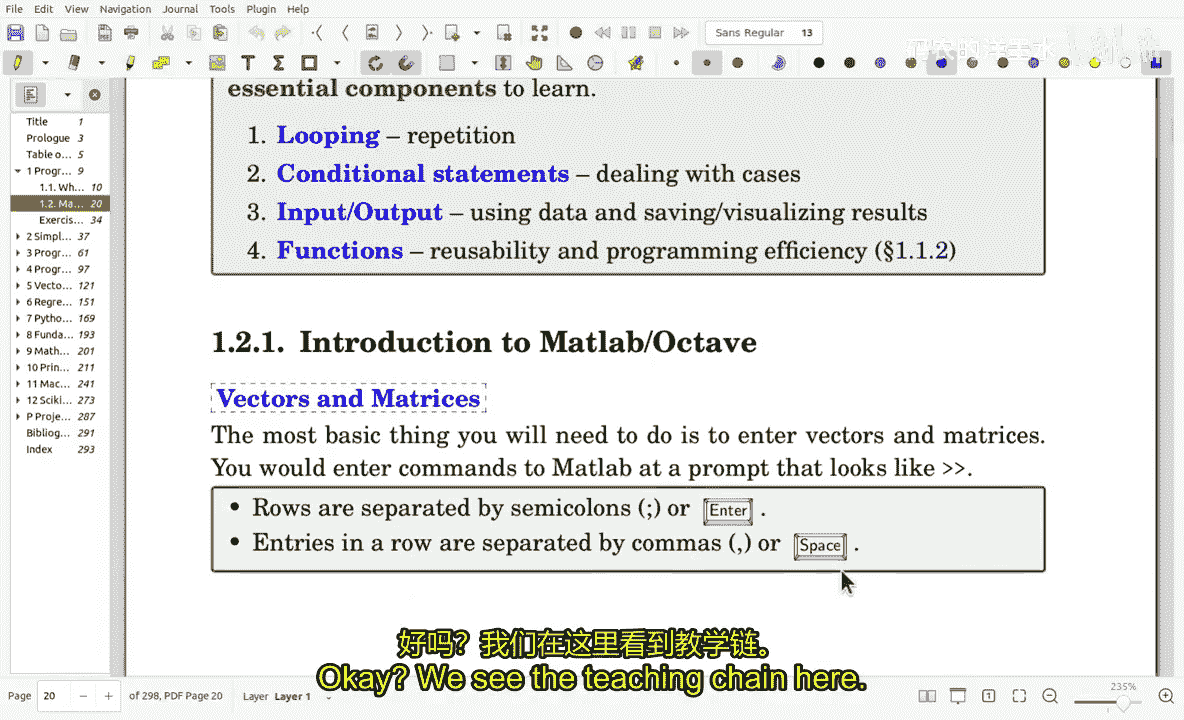 File Edit View Navigation Journal Tools Plugin Help
Sans Regular 13
Title 1
Prologue 3
Table o... 5
1 Progr... 9
1.1. Wh... 10
1.2. Ma... 20
Exercis... 34
2 Simpl... 37
3 Progr... 61
4 Progr... 97
5 Vecto... 121
6 Regre... 151
7 Pytho... 169
8 Funda... 193
9 Math... 201
10 Prin... 211
11 Mac... 241
12 Sciki... 273
P Proje... 287
Bibliog... 291
Index 293
essential components to learn.
1. Looping – repetition
2. Conditional statements – dealing with cases
3. Input/Output – using data and saving/visualizing results
4. Functions – reusability and programming efficiency (§1.1.2)
1.2.1. Introduction to Matlab/Octave
Vectors and Matrices
The most basic thing you will need to do is to enter vectors and matrices.
You would enter commands to Matlab at a prompt that looks like >>.
• Rows are separated by semicolons (;) or Enter .
• Entries in a row are separated by commas (,) or Space .
好吗？我们在这里看到教学链。
Okay? We see the teaching chain here.
Page 20 of 298, PDF Page 20 Layer Layer 1 235%